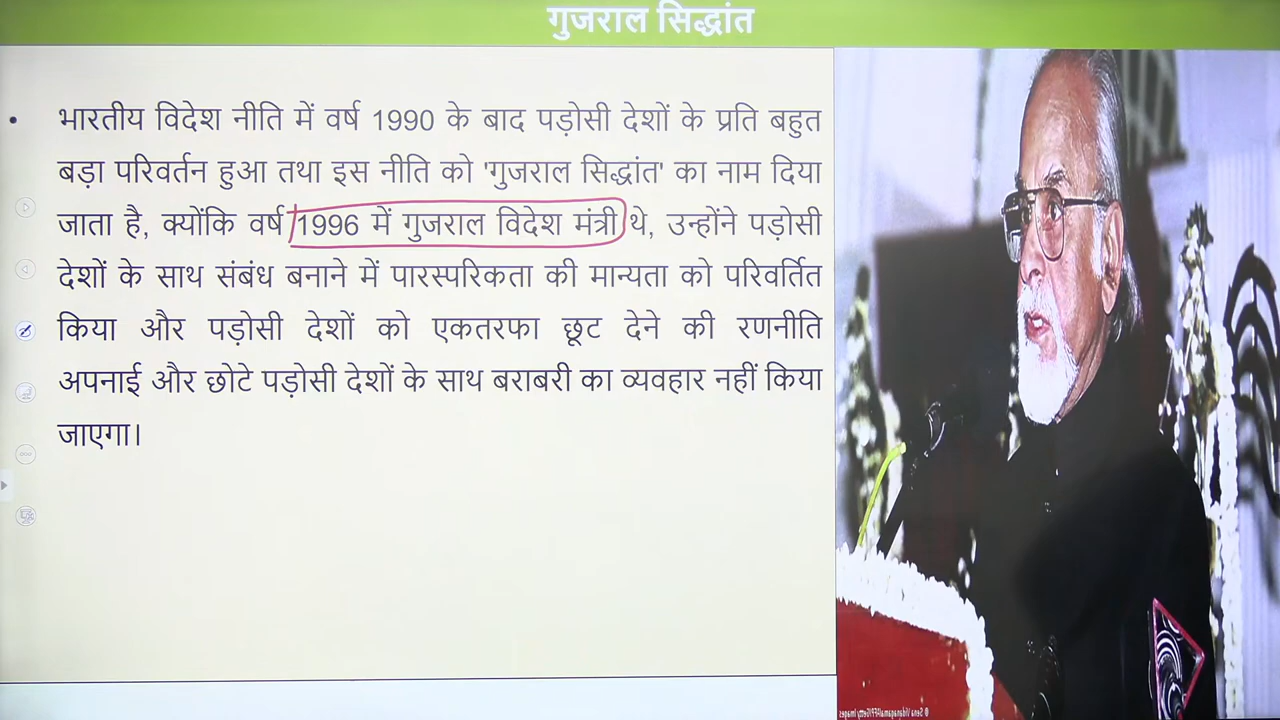 गुजराल सिद्धांत
• भारतीय विदेश नीति में वर्ष 1990 के बाद पड़ोसी देशों के प्रति बहुत
बड़ा परिवर्तन हुआ तथा इस नीति को 'गुजराल सिद्धांत' का नाम दिया
जाता है, क्योंकि वर्ष 1996 में गुजराल विदेश मंत्री थे, उन्होंने पड़ोसी
देशों के साथ संबंध बनाने में पारस्परिकता की मान्यता को परिवर्तित
किया और पड़ोसी देशों को एकतरफा छूट देने की रणनीति
अपनाई और छोटे पड़ोसी देशों के साथ बराबरी का व्यवहार नहीं किया
जाएगा।